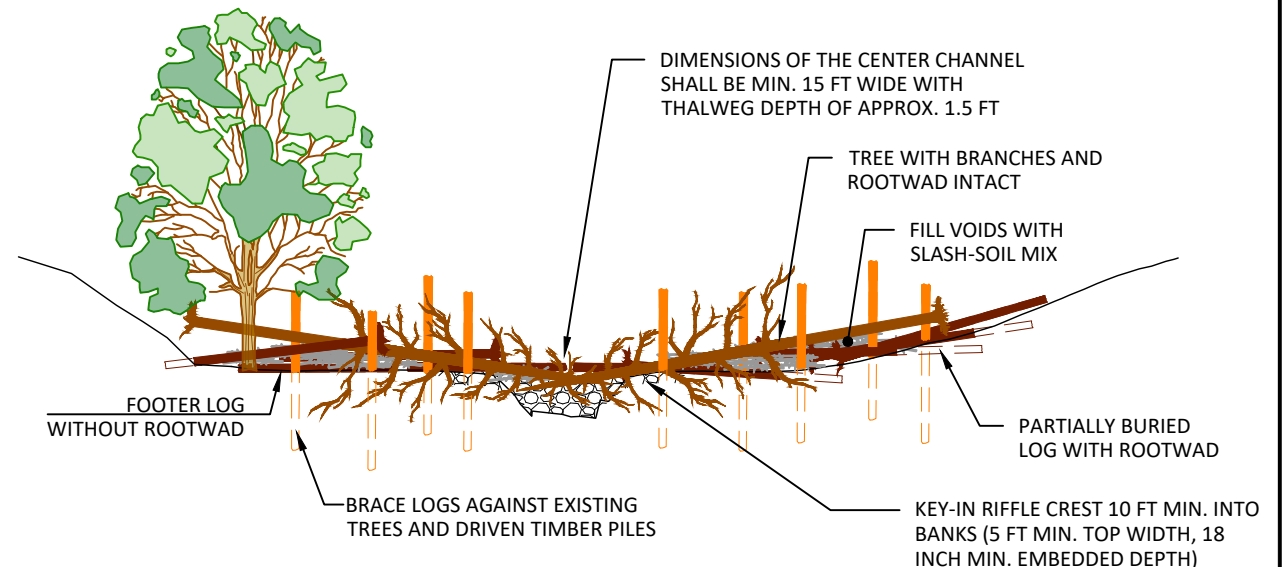 DIMENSIONS OF THE CENTER CHANNEL
SHALL BE MIN. 15 FT WIDE WITH
THALWEG DEPTH OF APPROX. 1.5 FT
TREE WITH BRANCHES AND
ROOTWAD INTACT
FILL VOIDS WITH
SLASH-SOIL MIX
FOOTER LOG
WITHOUT ROOTWAD
PARTIALLY BURIED
LOG WITH ROOTWAD
BRACE LOGS AGAINST EXISTING
TREES AND DRIVEN TIMBER PILES
KEY-IN RIFFLE CREST 10 FT MIN. INTO
BANKS (5 FT MIN. TOP WIDTH, 18
INCH MIN. EMBEDDED DEPTH)